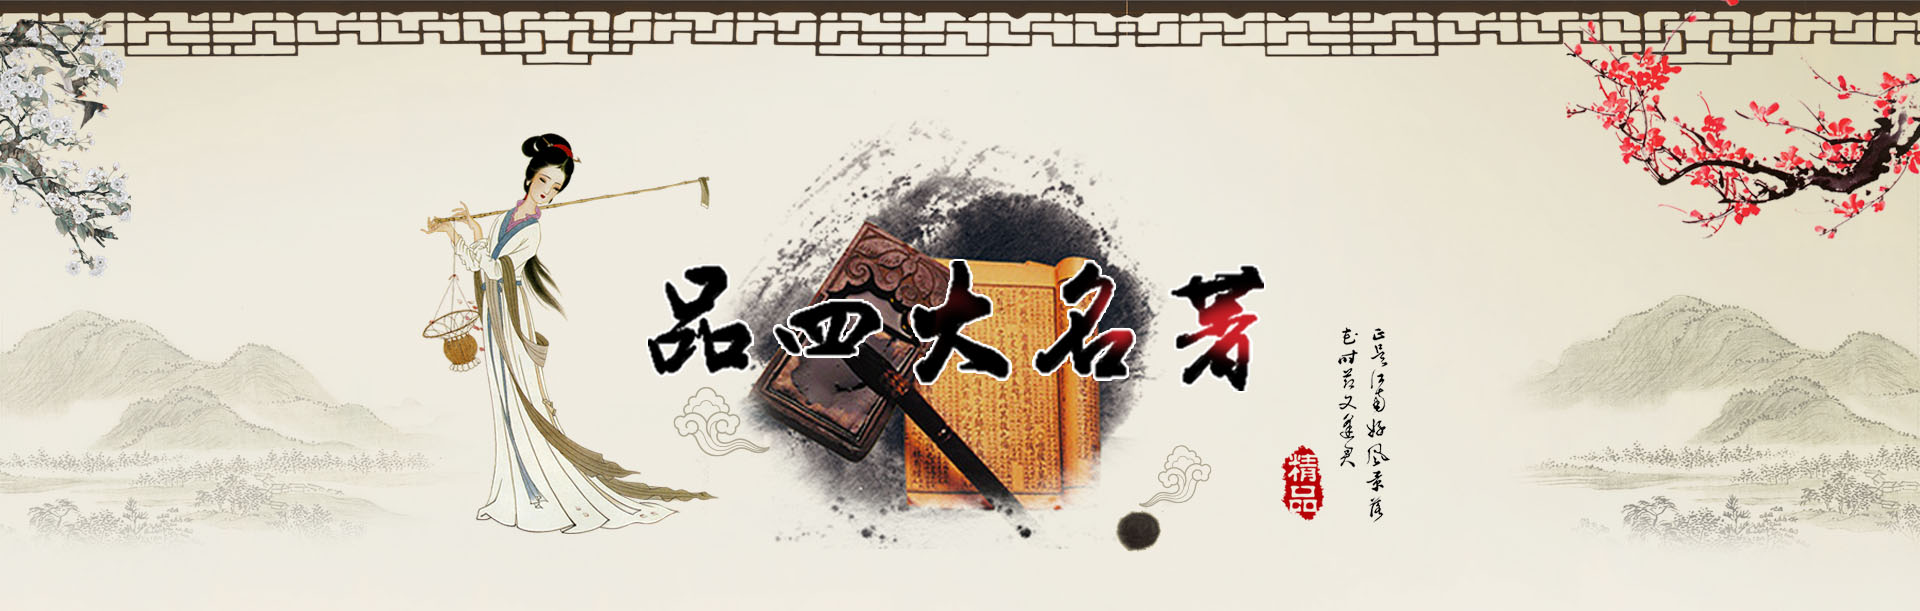 品四大名著
正是江南好风景落
花时节又逢君
精品